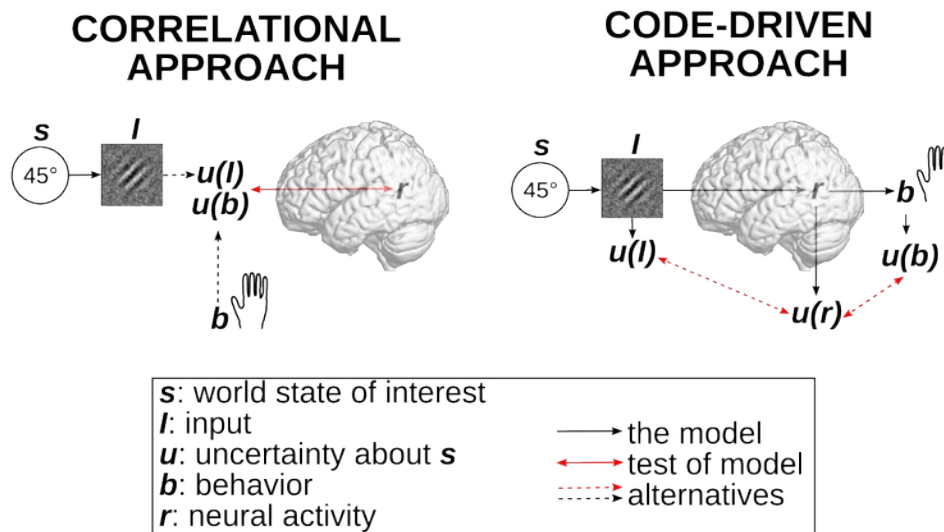 CORRELATIONAL
APPROACH
s
I
45°
u(I)
u(b)
r
b
CODE-DRIVEN
APPROACH
s
I
45°
r
b
u(I)
u(b)
u(r)
s: world state of interest
I: input
u: uncertainty about s
b: behavior
r: neural activity
the model
test of model
alternatives